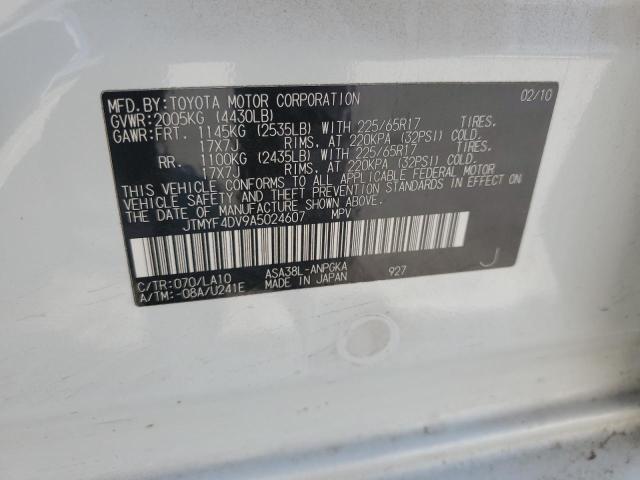 MFD.BY:TOYOTA MOTOR CORPORATION 02/10
GVWR:2005KG (4430LB)
GAWR:FRT. 1145KG (2535LB) WITH 225/65R17 TIRES,
17X7J RIMS, AT 220KPA (32PSI) COLD.
RR. 1100KG (2435LB) WITH 225/65R17 TIRES,
17X7J RIMS, AT 220KPA (32PSI) COLD.
THIS VEHICLE CONFORMS TO ALL APPLICABLE FEDERAL MOTOR
VEHICLE SAFETY AND THEFT PREVENTION STANDARDS IN EFFECT ON
THE DATE OF MANUFACTURE SHOWN ABOVE.
JTMYF4DV9A5024607 MPV
C/TR:070/LA10 ASA38L-ANPGKA 927 J
A/TM:-08A/U241E MADE IN JAPAN